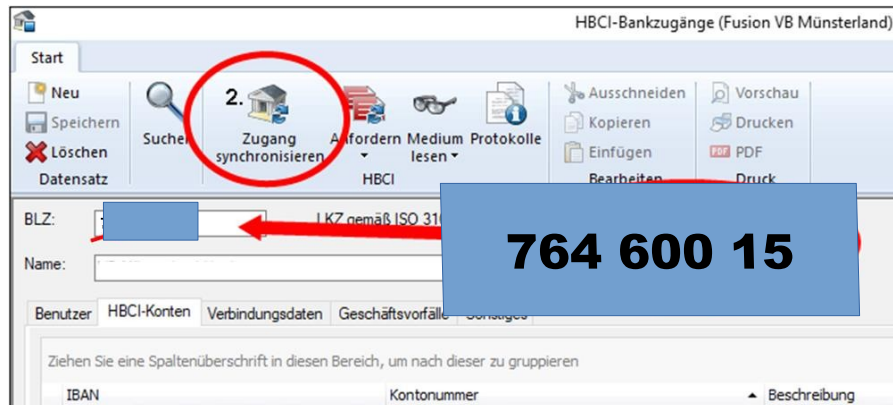 HBCI-Bankzugänge (Fusion VB Münsterland)
Start
Neu
Speichern
Löschen
Datensatz
Suchen
2.
Zugang
synchronisieren
Anfordern
Medium
lesen
Protokolle
HBCI
Ausschneiden
Kopieren
Einfügen
Bearbeiten
Vorschau
Drucken
PDF
Druck
BLZ:
LKZ gemäß ISO
764 600 15
Name:
Benutzer HBCI-Konten Verbindungsdaten Geschäftsvorfälle Sonstiges
Ziehen Sie eine Spaltenüberschrift in diesen Bereich, um nach dieser zu gruppieren
IBAN Kontonummer Beschreibung